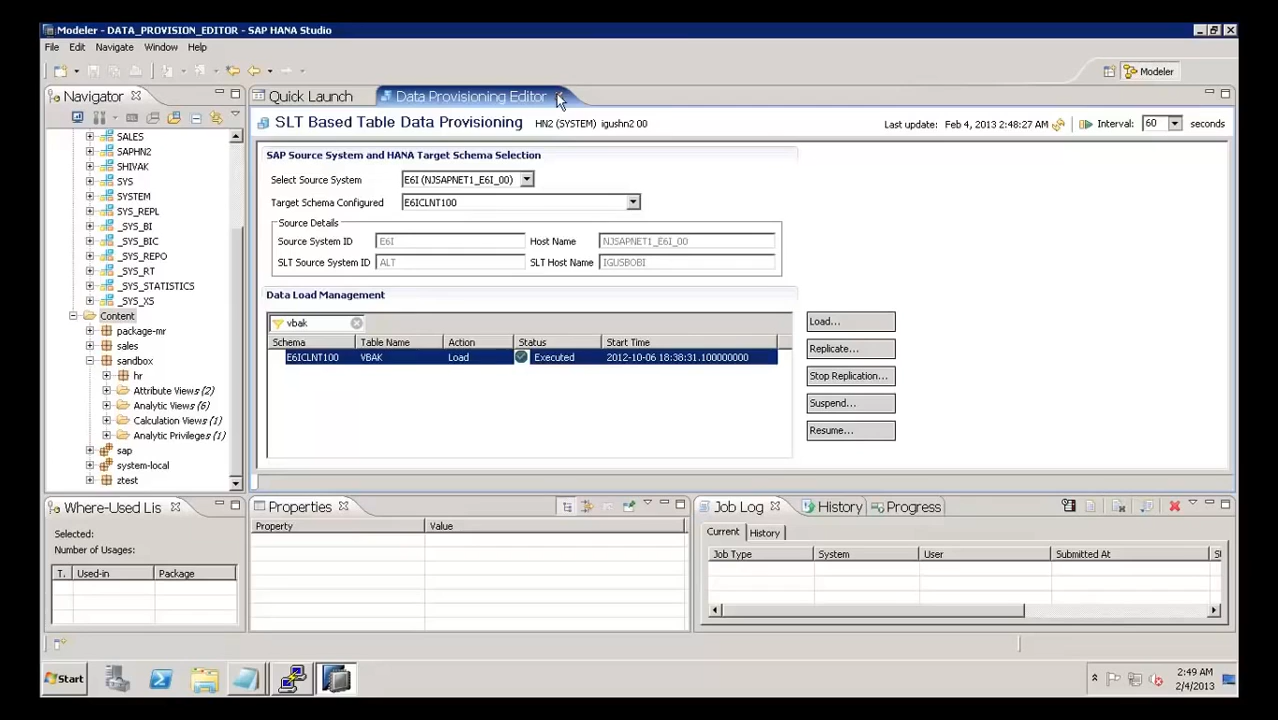 Modeler - DATA_PROVISION_EDITOR - SAP HANA Studio
File Edit Navigate Window Help
Modeler
Navigator
SALES
SAPHN2
SHIVAK
SYS
SYSTEM
SYS_REPL
_SYS_BI
_SYS_BIC
_SYS_REPO
_SYS_RT
_SYS_STATISTICS
_SYS_XS
Content
package-mr
sales
sandbox
hr
Attribute Views (2)
Analytic Views (6)
Calculation Views (1)
Analytic Privileges (1)
sap
system-local
ztest
Quick Launch Data Provisioning Editor
SLT Based Table Data Provisioning HN2 (SYSTEM) igushn2 00 Last update: Feb 4, 2013 2:48:27 AM Interval: 60 seconds
SAP Source System and HANA Target Schema Selection
Select Source System E6I (NJSAPNET1_E6I_00)
Target Schema Configured E6ICLNT100
Source Details
Source System ID E6I Host Name NJSAPNET1_E6I_00
SLT Source System ID ALT SLT Host Name IGUSBOBI
Data Load Management
vbak
Schema Table Name Action Status Start Time
E6ICLNT100 VBAK Load Executed 2012-10-06 18:38:31.100000000
Load...
Replicate...
Stop Replication...
Suspend...
Resume...
Where-Used Lis
Selected:
Number of Usages:
T. Used-in Package
Properties
Property Value
Job Log History Progress
Current History
Job Type System User Submitted At St
Start
2:49 AM
2/4/2013